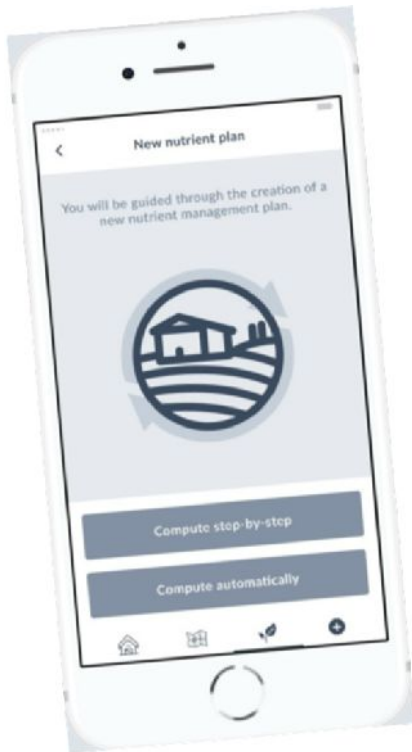 New nutrient plan
You will be guided through the creation of a
new nutrient management plan.
Compute step-by-step
Compute automatically